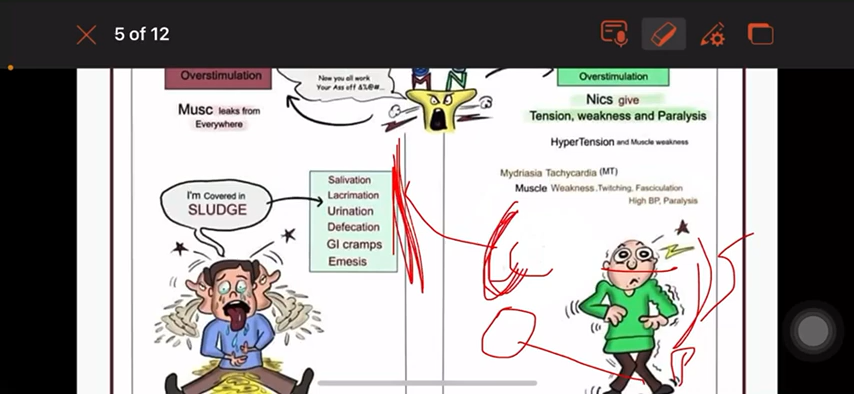 5 of 12
Overstimulation
Now you all work
Your Ass off &%@#...
M N
Overstimulation
Musc leaks from
Everywhere
Nics give
Tension, weakness and Paralysis
HyperTension and Muscle weakness
Mydriasia Tachycardia (MT)
Muscle Weakness.Twitching, Fasciculation
High BP, Paralysis
I'm Covered in
SLUDGE
Salivation
Lacrimation
Urination
Defecation
GI cramps
Emesis